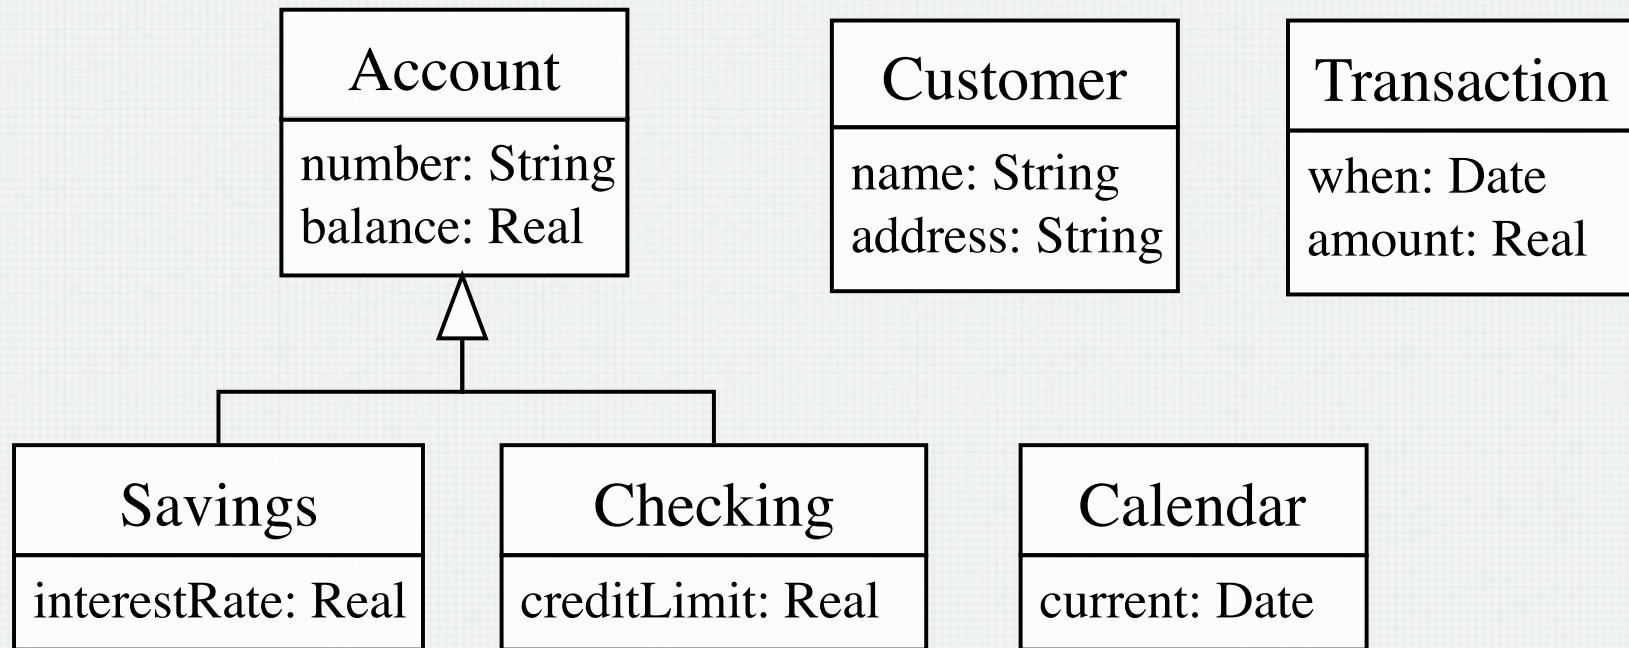 Account
number: String
balance: Real
Customer
name: String
address: String
Transaction
when: Date
amount: Real
Savings
interestRate: Real
Checking
creditLimit: Real
Calendar
current: Date